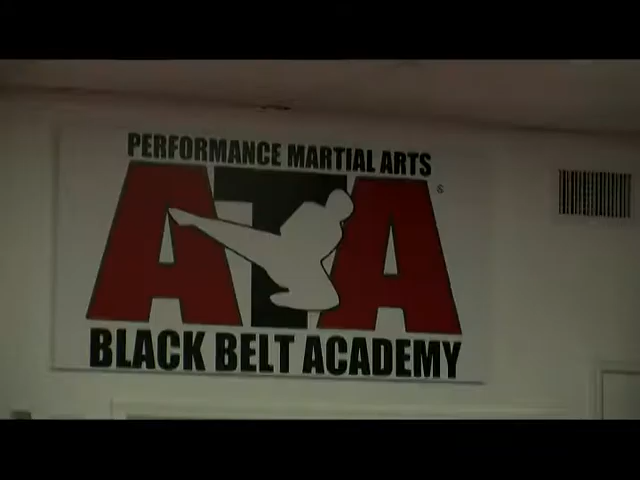 PERFORMANCE MARTIAL ARTS
ATA
®
BLACK BELT ACADEMY